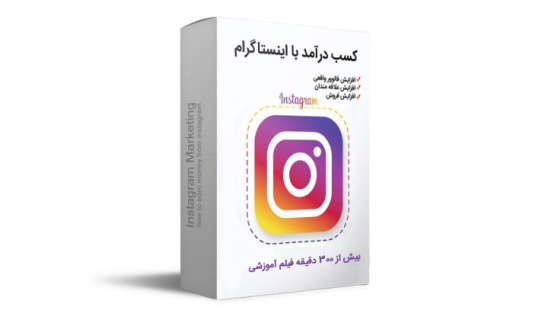 کسب درآمد با اینستاگرام
✓ افزایش فالوور واقعی
✓ افزایش علاقه مندان
✓ افزایش فروش
Instagram
بیش از ۳۰۰ دقیقه فیلم آموزشی
Instagram Marketing
how to earn money from instagram